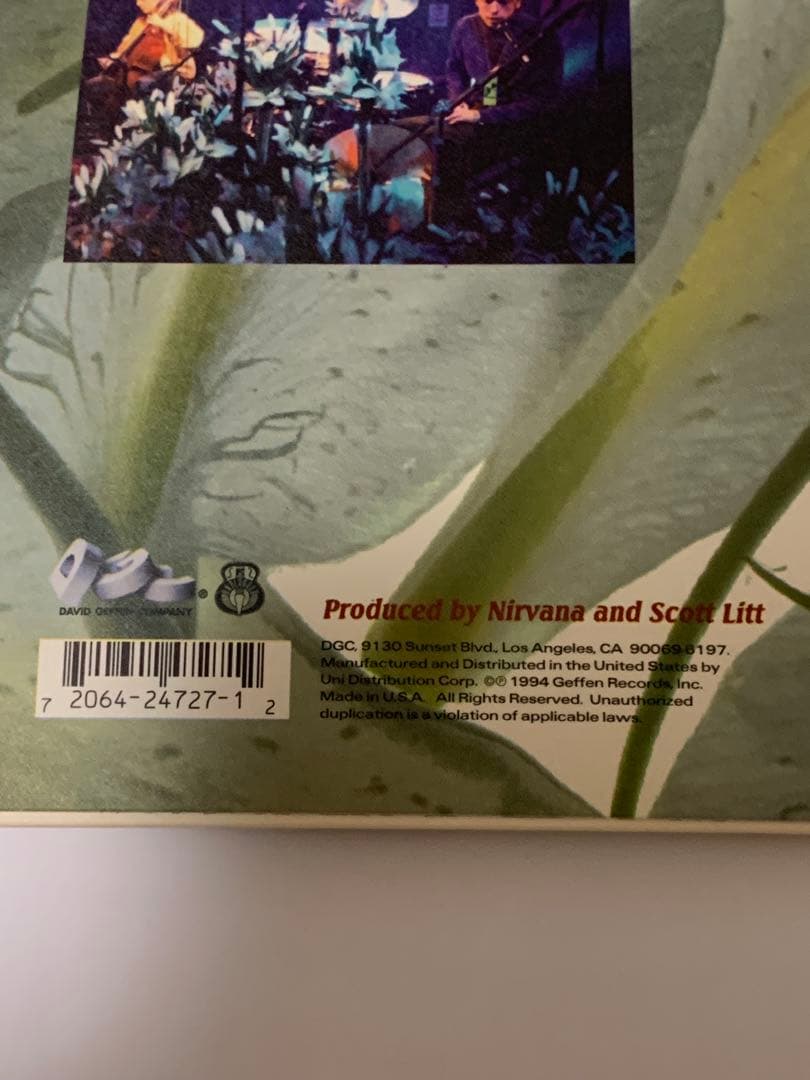 DAVID GEFFEN COMPANY ®
Produced by Nirvana and Scott Litt
DGC, 9130 Sunset Blvd., Los Angeles, CA 90069-6197.
Manufactured and Distributed in the United States by
Uni Distribution Corp. ©℗ 1994 Geffen Records, Inc.
Made in U.S.A. All Rights Reserved. Unauthorized
duplication is a violation of applicable laws.
7 2064-24727-1 2